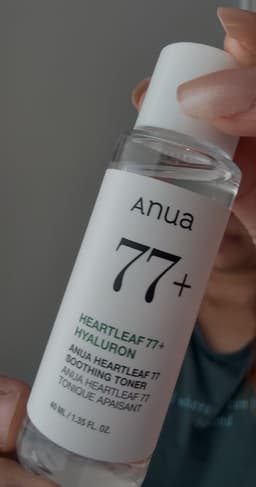 Anua
77+
HEARTLEAF 77+
HYALURON
ANUA HEARTLEAF 77
SOOTHING TONER
ANUA HEARTLEAF 77
TONIQUE APAISANT
40 ML / 1.35 FL. OZ.